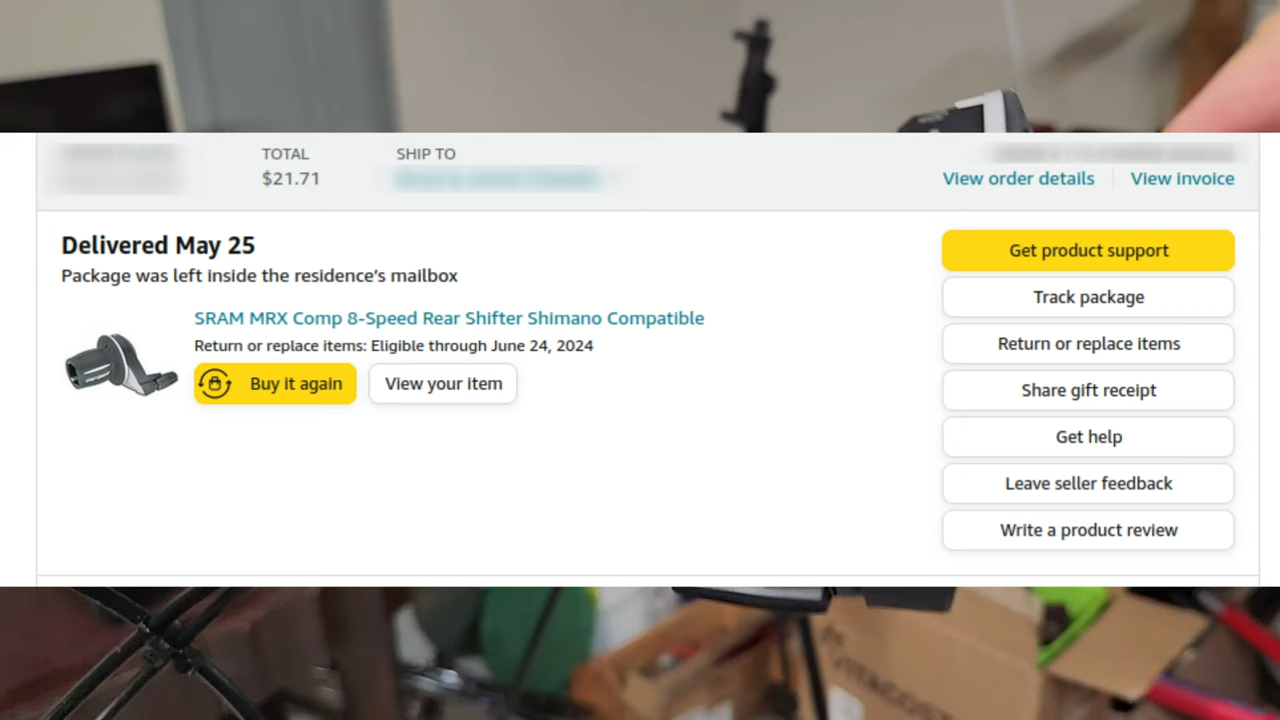 TOTAL
SHIP TO
$21.71
View order details
View invoice
Delivered May 25
Package was left inside the residence's mailbox
SRAM MRX Comp 8-Speed Rear Shifter Shimano Compatible
Return or replace items: Eligible through June 24, 2024
Buy it again
View your item
Get product support
Track package
Return or replace items
Share gift receipt
Get help
Leave seller feedback
Write a product review